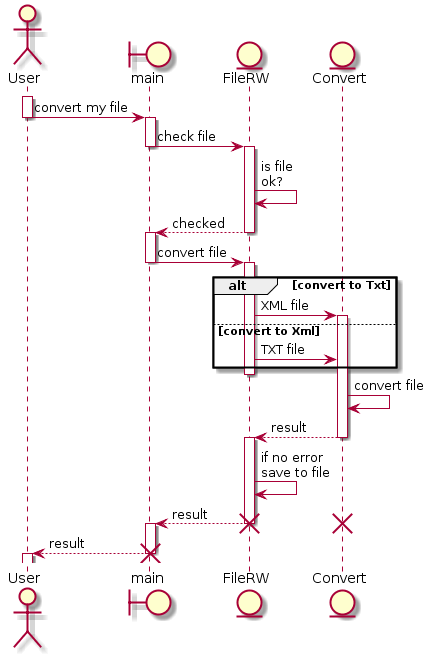 User
main
FileRW
Convert
convert my file
check file
is file
ok?
checked
convert file
alt
[convert to Txt]
XML file
[convert to Xml]
TXT file
convert file
result
if no error
save to file
result
result
User
main
FileRW
Convert